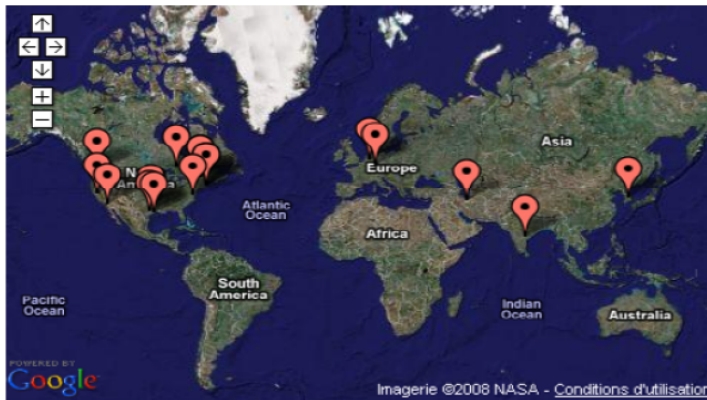 Asia
Europe
N
America
Atlantic
Ocean
Africa
South
America
Pacific
Ocean
Indian
Ocean
Australia
POWERED BY
Google
Imagerie ©2008 NASA - Conditions d'utilisation